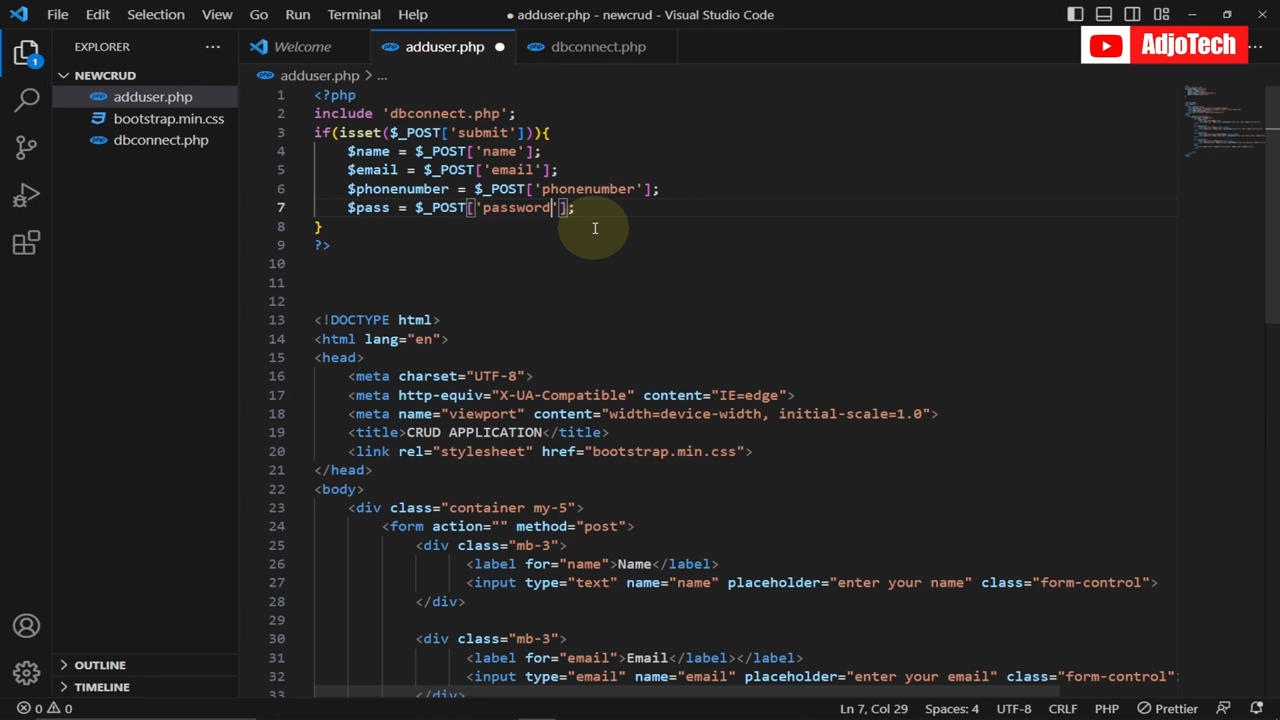 File Edit Selection View Go Run Terminal Help
● adduser.php - newcrud - Visual Studio Code
AdjoTech
EXPLORER
NEWCRUD
adduser.php
bootstrap.min.css
dbconnect.php
OUTLINE
TIMELINE
1
Welcome
adduser.php
dbconnect.php
adduser.php > ...
1 <?php
2 include 'dbconnect.php';
3 if(isset($_POST['submit'])){
4 $name = $_POST['name'];
5 $email = $_POST['email'];
6 $phonenumber = $_POST['phonenumber'];
7 $pass = $_POST['password'];
8 }
9 ?>
10
11
12
13 <!DOCTYPE html>
14 <html lang="en">
15 <head>
16 <meta charset="UTF-8">
17 <meta http-equiv="X-UA-Compatible" content="IE=edge">
18 <meta name="viewport" content="width=device-width, initial-scale=1.0">
19 <title>CRUD APPLICATION</title>
20 <link rel="stylesheet" href="bootstrap.min.css">
21 </head>
22 <body>
23 <div class="container my-5">
24 <form action="" method="post">
25 <div class="mb-3">
26 <label for="name">Name</label>
27 <input type="text" name="name" placeholder="enter your name" class="form-control">
28 </div>
29
30 <div class="mb-3">
31 <label for="email">Email</label></label>
32 <input type="email" name="email" placeholder="enter your email" class="form-control">
33 </div>
0 0
Ln 7, Col 29 Spaces: 4 UTF-8 CRLF PHP Prettier